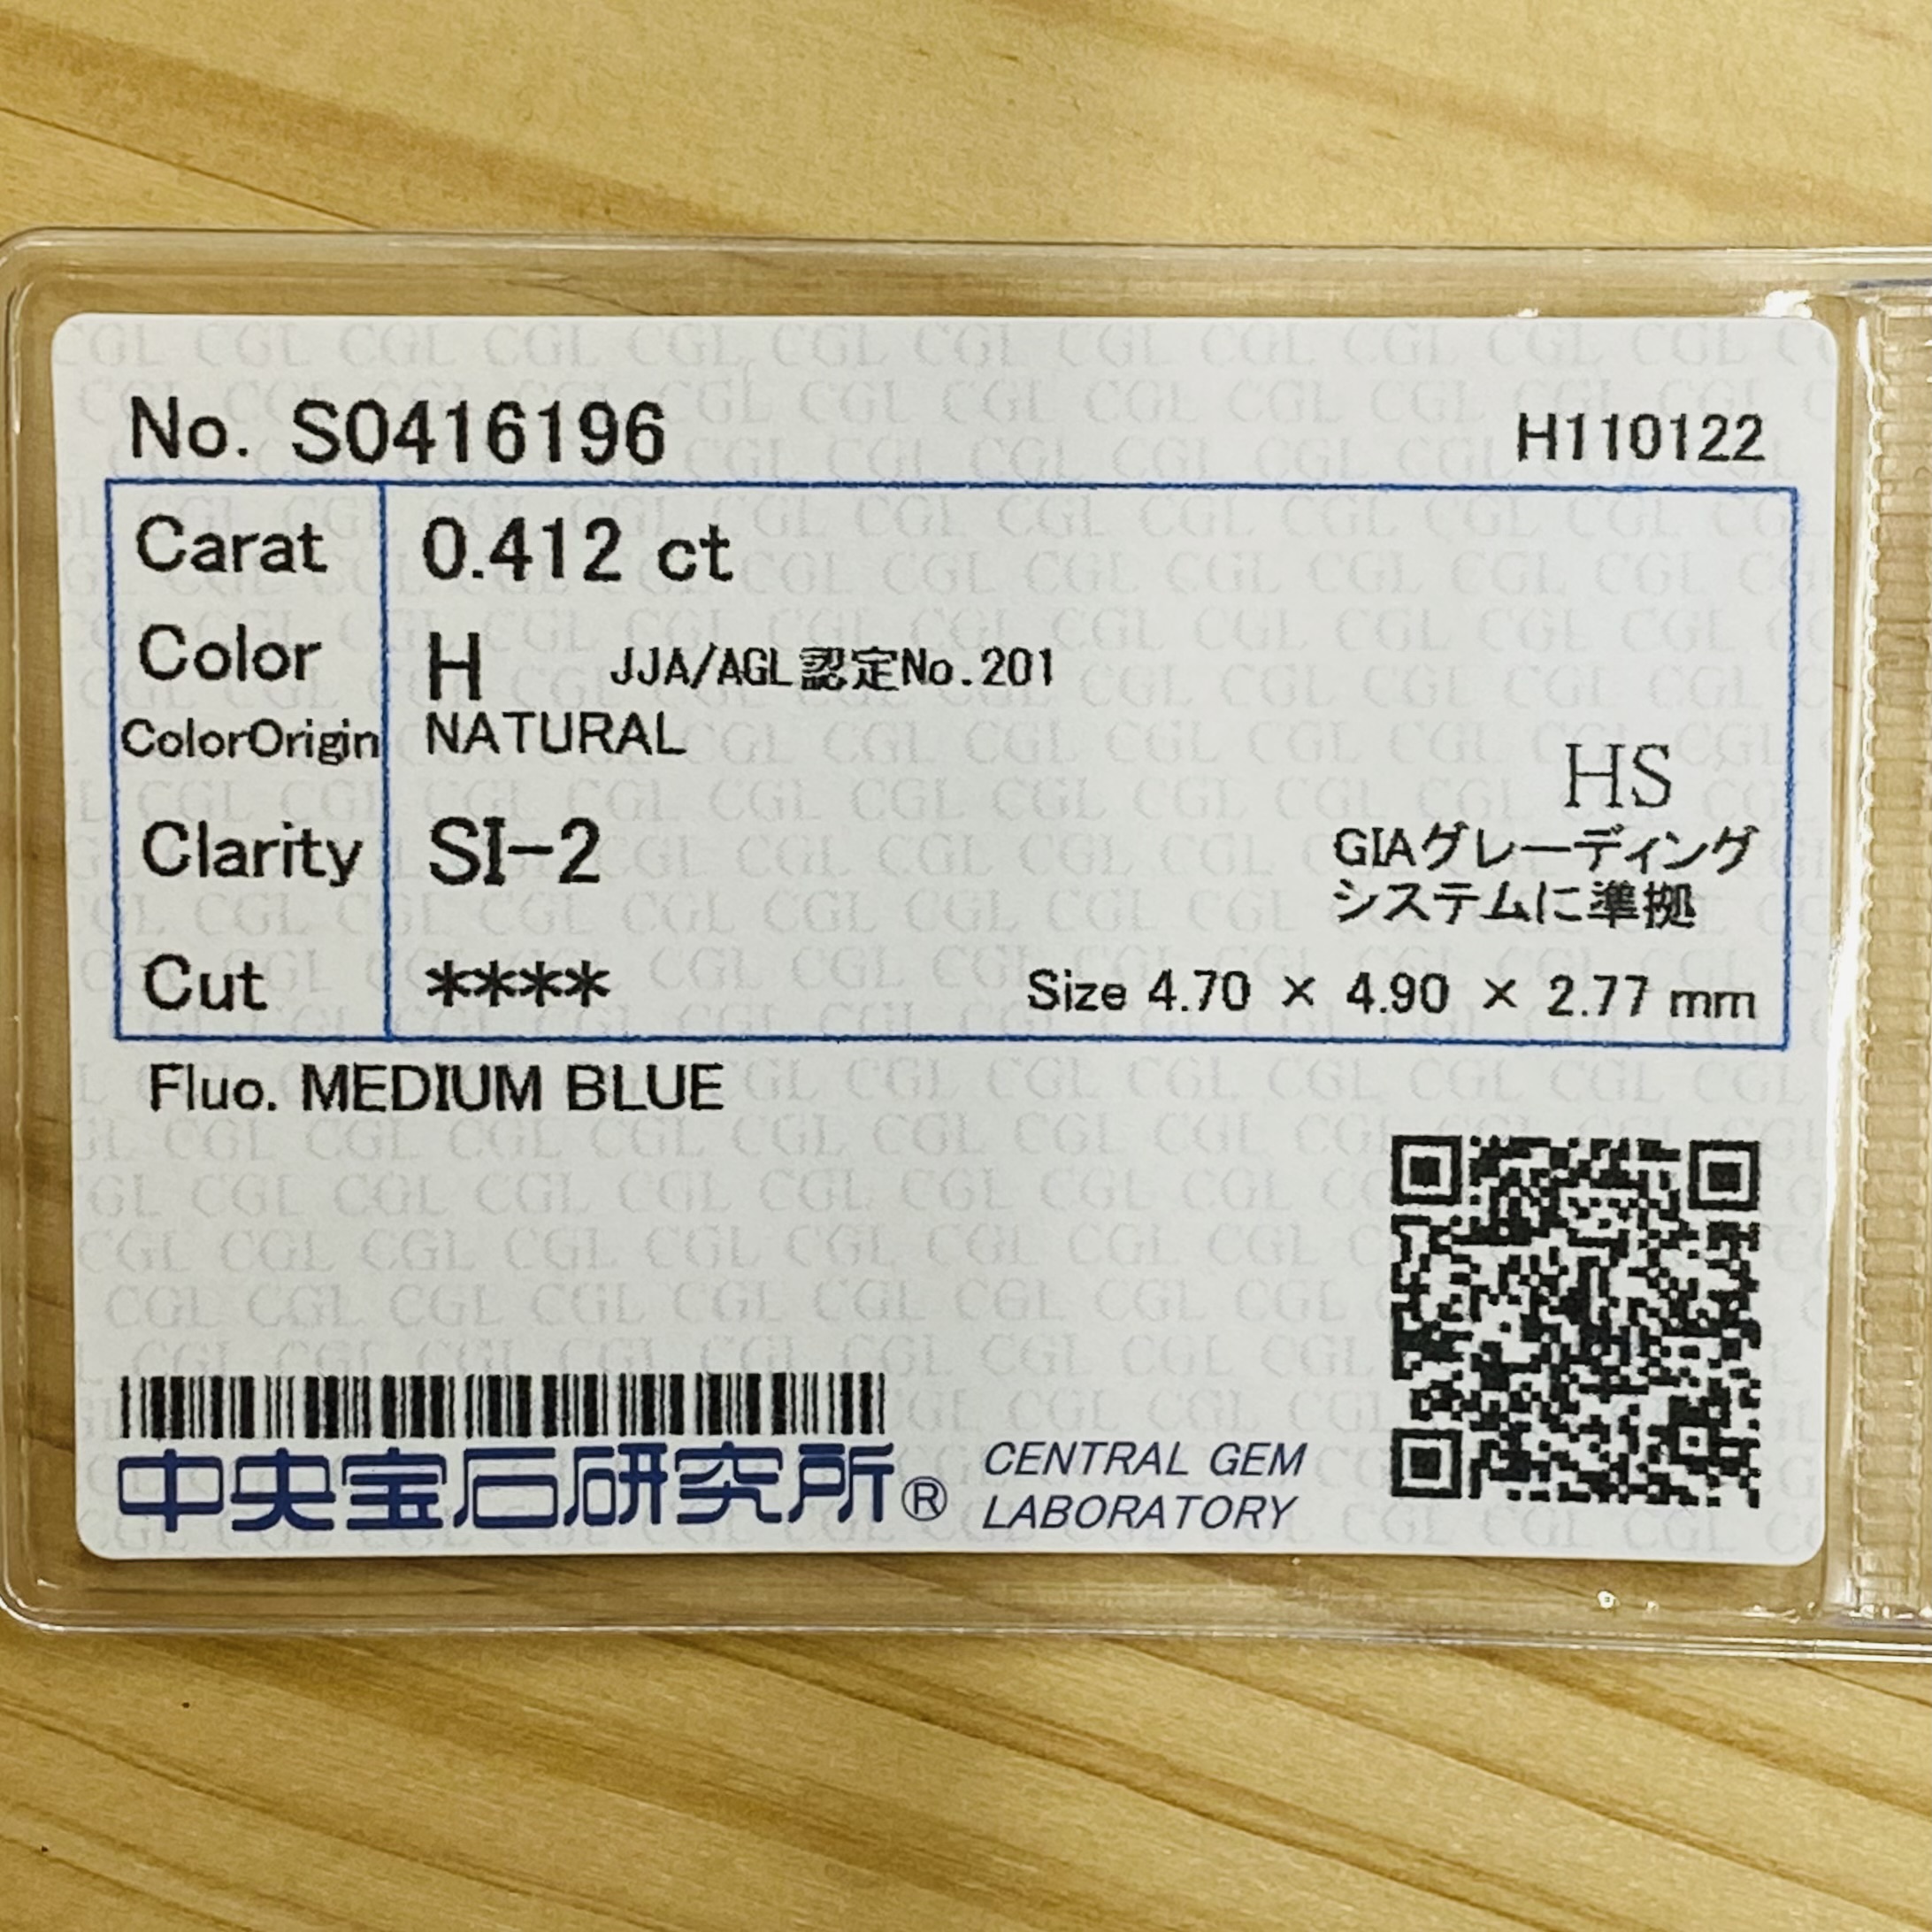 No. S0416196
H110122
Carat 0.412 ct
Color H JJA/AGL認定No.201
ColorOrigin NATURAL
HS
Clarity SI-2
GIAグレーディング
システムに準拠
Cut ****
Size 4.70 × 4.90 × 2.77 mm
Fluo. MEDIUM BLUE
中央宝石研究所®
CENTRAL GEM
LABORATORY